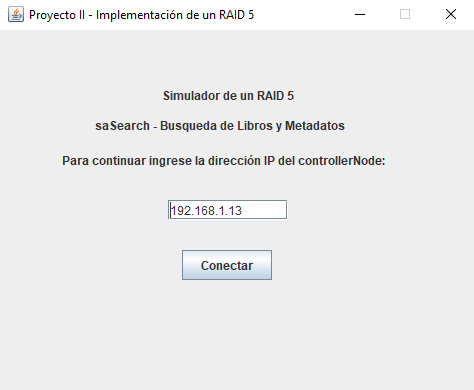 Proyecto II - Implementación de un RAID 5
Simulador de un RAID 5
saSearch - Busqueda de Libros y Metadatos
Para continuar ingrese la dirección IP del controllerNode:
192.168.1.13
Conectar